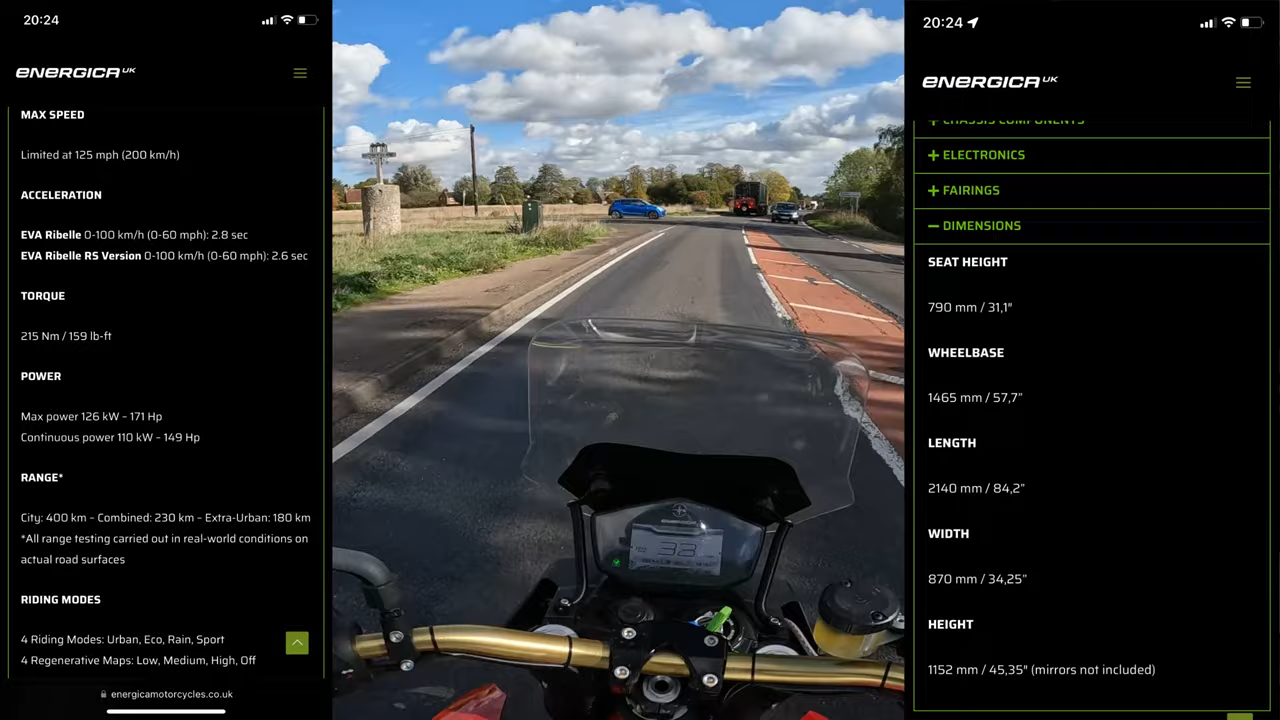 20:24
ENERGICA UK
MAX SPEED
Limited at 125 mph (200 km/h)
ACCELERATION
EVA Ribelle 0-100 km/h (0-60 mph): 2.8 sec
EVA Ribelle RS Version 0-100 km/h (0-60 mph): 2.6 sec
TORQUE
215 Nm / 159 lb-ft
POWER
Max power 126 kW – 171 Hp
Continuous power 110 kW – 149 Hp
RANGE*
City: 400 km – Combined: 230 km – Extra-Urban: 180 km
*All range testing carried out in real-world conditions on
actual road surfaces
RIDING MODES
4 Riding Modes: Urban, Eco, Rain, Sport
4 Regenerative Maps: Low, Medium, High, Off
energicamotorcycles.co.uk
33
20:24
ENERGICA UK
+ CHASSIS COMPONENTS
+ ELECTRONICS
+ FAIRINGS
– DIMENSIONS
SEAT HEIGHT
790 mm / 31,1"
WHEELBASE
1465 mm / 57,7”
LENGTH
2140 mm / 84,2”
WIDTH
870 mm / 34,25”
HEIGHT
1152 mm / 45,35" (mirrors not included)